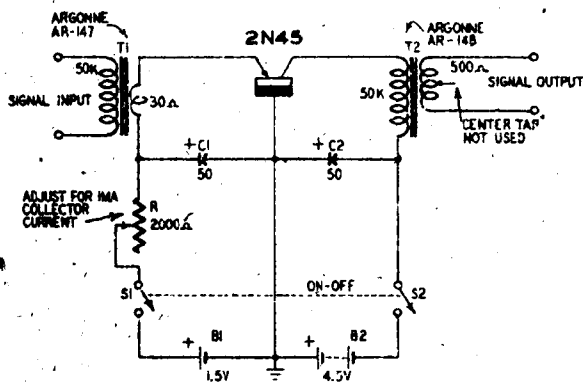 ARGONNE
AR-147
T1
50K
SIGNAL INPUT
30Ω
2N45
ARGONNE
AR-148
T2
50K
500Ω
SIGNAL OUTPUT
CENTER TAP
NOT USED
+ C1
50
+ C2
50
ADJUST FOR 1MA
COLLECTOR
CURRENT
R
2000Ω
S1
ON-OFF
S2
+ B1
1.5V
+ B2
4.5V